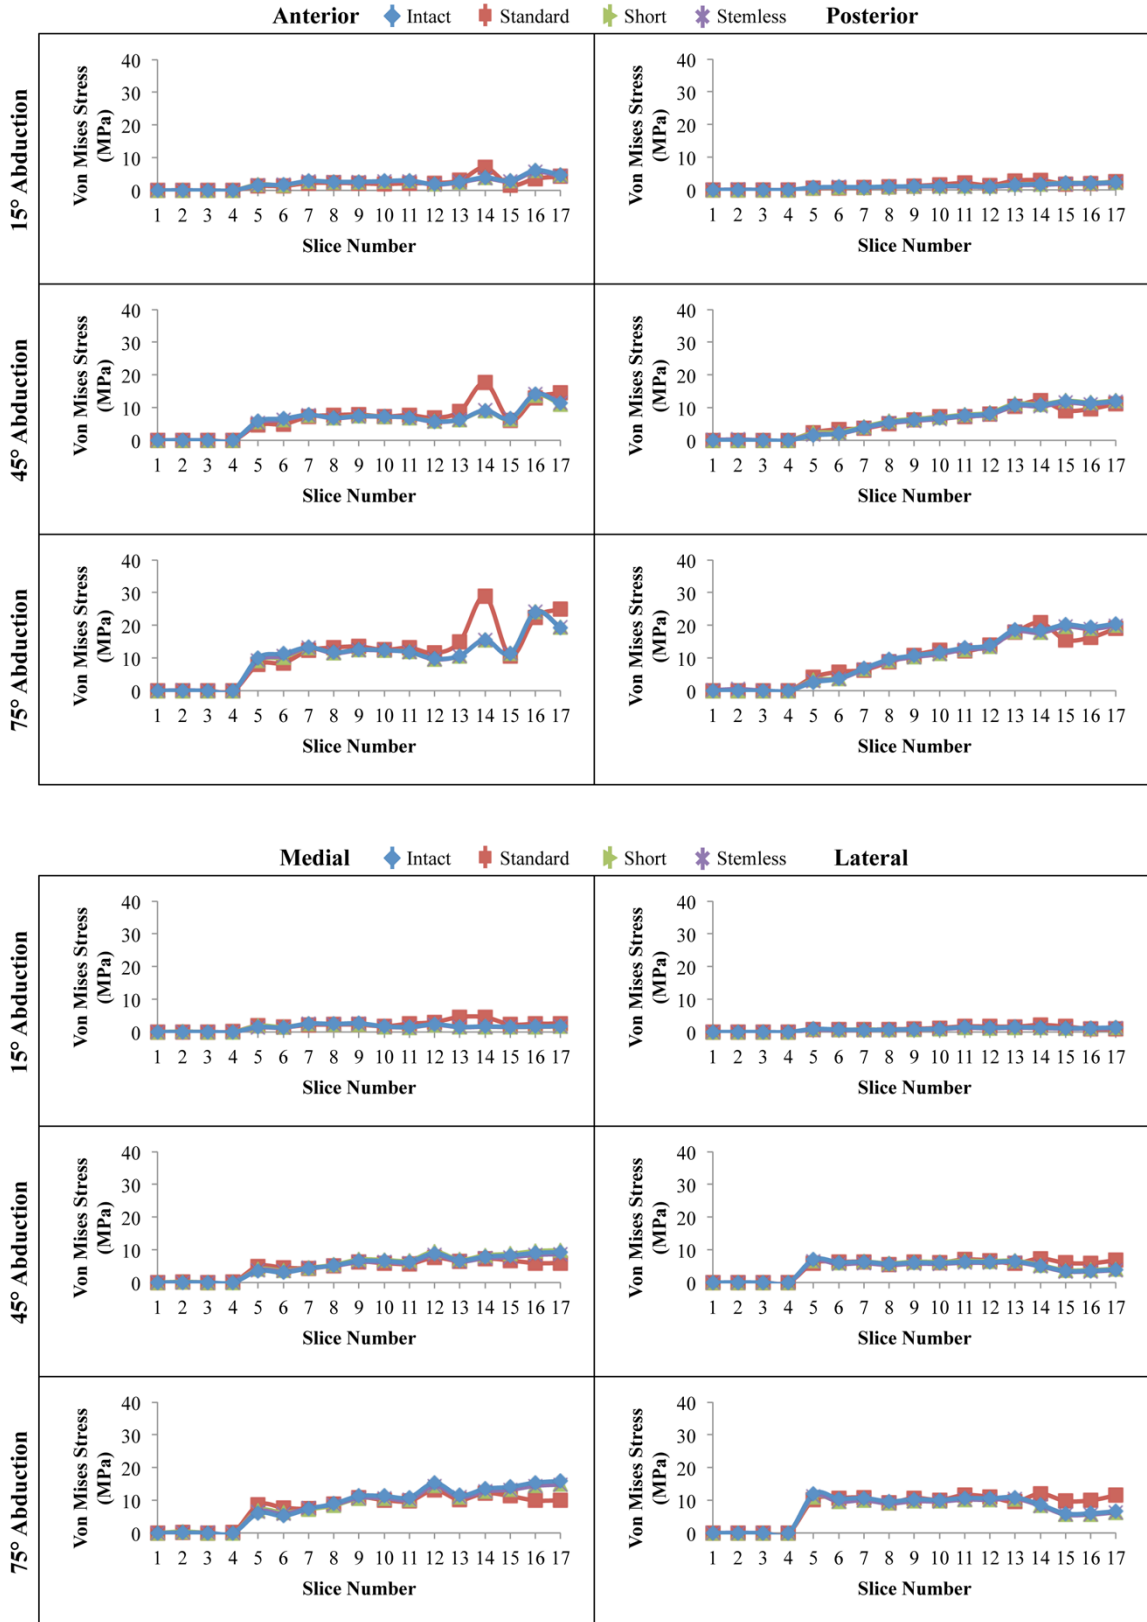 Anterior Intact Standard Short Stemless Posterior
15° Abduction
Von Mises Stress
(MPa)
40
30
20
10
0
1 2 3 4 5 6 7 8 9 10 11 12 13 14 15 16 17
Slice Number
Von Mises Stress
(MPa)
40
30
20
10
0
1 2 3 4 5 6 7 8 9 10 11 12 13 14 15 16 17
Slice Number
45° Abduction
Von Mises Stress
(MPa)
40
30
20
10
0
1 2 3 4 5 6 7 8 9 10 11 12 13 14 15 16 17
Slice Number
Von Mises Stress
(MPa)
40
30
20
10
0
1 2 3 4 5 6 7 8 9 10 11 12 13 14 15 16 17
Slice Number
75° Abduction
Von Mises Stress
(MPa)
40
30
20
10
0
1 2 3 4 5 6 7 8 9 10 11 12 13 14 15 16 17
Slice Number
Von Mises Stress
(MPa)
40
30
20
10
0
1 2 3 4 5 6 7 8 9 10 11 12 13 14 15 16 17
Slice Number
Medial Intact Standard Short Stemless Lateral
15° Abduction
Von Mises Stress
(MPa)
40
30
20
10
0
1 2 3 4 5 6 7 8 9 10 11 12 13 14 15 16 17
Slice Number
Von Mises Stress
(MPa)
40
30
20
10
0
1 2 3 4 5 6 7 8 9 10 11 12 13 14 15 16 17
Slice Number
45° Abduction
Von Mises Stress
(MPa)
40
30
20
10
0
1 2 3 4 5 6 7 8 9 10 11 12 13 14 15 16 17
Slice Number
Von Mises Stress
(MPa)
40
30
20
10
0
1 2 3 4 5 6 7 8 9 10 11 12 13 14 15 16 17
Slice Number
75° Abduction
Von Mises Stress
(MPa)
40
30
20
10
0
1 2 3 4 5 6 7 8 9 10 11 12 13 14 15 16 17
Slice Number
Von Mises Stress
(MPa)
40
30
20
10
0
1 2 3 4 5 6 7 8 9 10 11 12 13 14 15 16 17
Slice Number